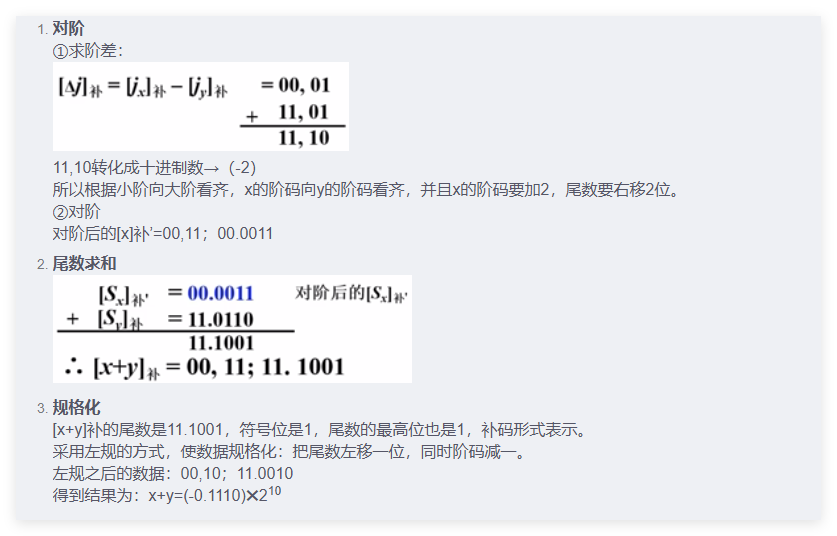 1. 对阶
①求阶差：
[Δj]补 = [jx]补 − [jy]补 = 00, 01
+ 11, 01
11, 10
11,10转化成十进制数→（-2）
所以根据小阶向大阶看齐，x的阶码向y的阶码看齐，并且x的阶码要加2，尾数要右移2位。
②对阶
对阶后的[x]补'=00,11；00.0011
2. 尾数求和
[Sx]补' = 00.0011 对阶后的[Sx]补'
+ [Sy]补 = 11.0110
11.1001
∴ [x+y]补 = 00, 11; 11. 1001
3. 规格化
[x+y]补的尾数是11.1001，符号位是1，尾数的最高位也是1，补码形式表示。
采用左规的方式，使数据规格化：把尾数左移一位，同时阶码减一。
左规之后的数据：00,10；11.0010
得到结果为：x+y=(-0.1110)×2^10